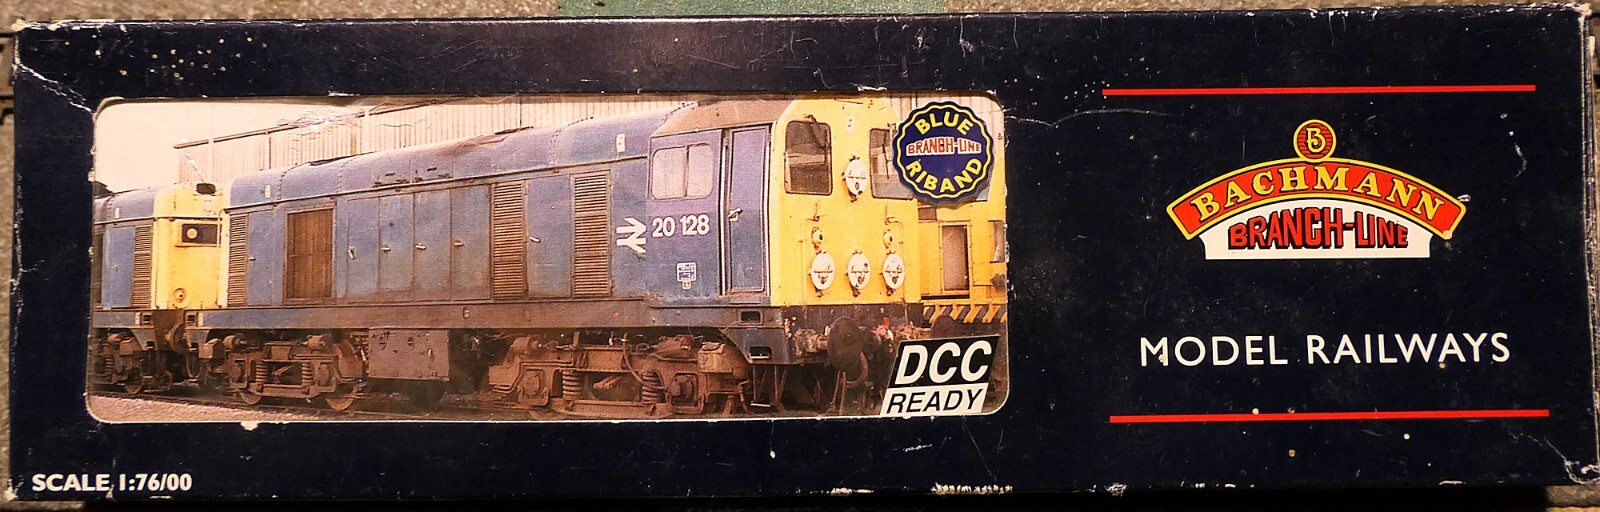 BLUE
BRANCH-LINE
RIBAND
20 128
DCC
READY
SCALE 1:76/00
B
BACHMANN
BRANCH-LINE
MODEL RAILWAYS